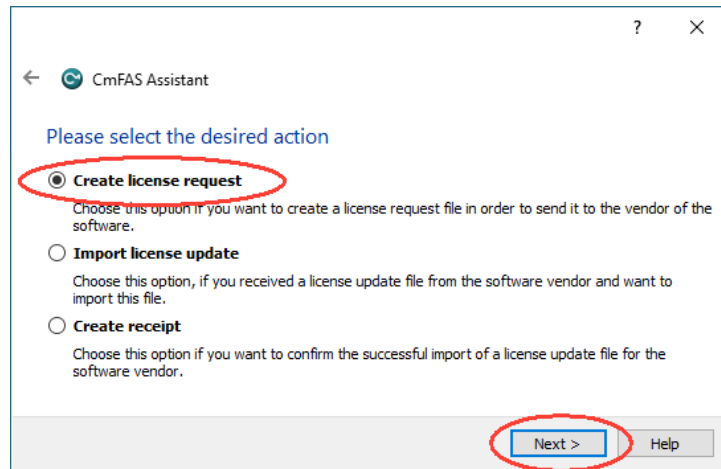 ?
CmFAS Assistant
Please select the desired action
Create license request
Choose this option if you want to create a license request file in order to send it to the vendor of the
software.
Import license update
Choose this option, if you received a license update file from the software vendor and want to
import this file.
Create receipt
Choose this option if you want to confirm the successful import of a license update file for the
software vendor.
Next > Help